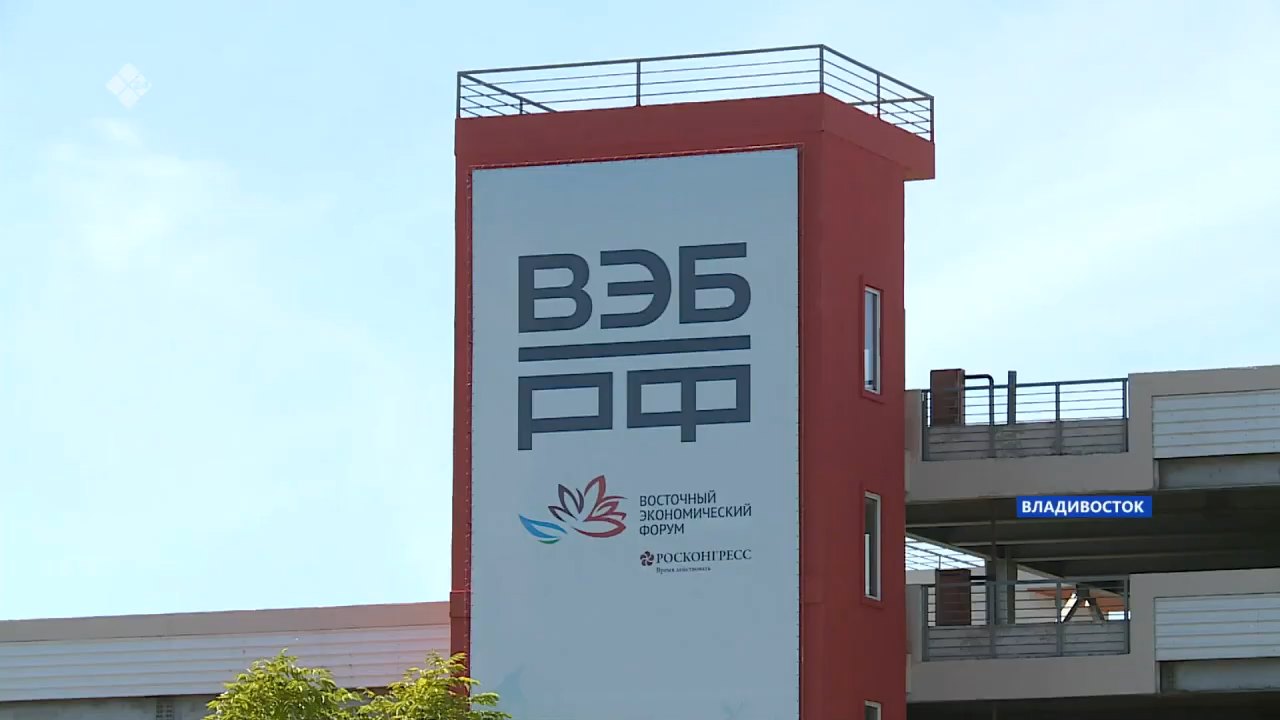 ВЭБ
РФ
ВОСТОЧНЫЙ
ЭКОНОМИЧЕСКИЙ
ФОРУМ
РОСКОНГРЕСС
Время действовать
ВЛАДИВОСТОК